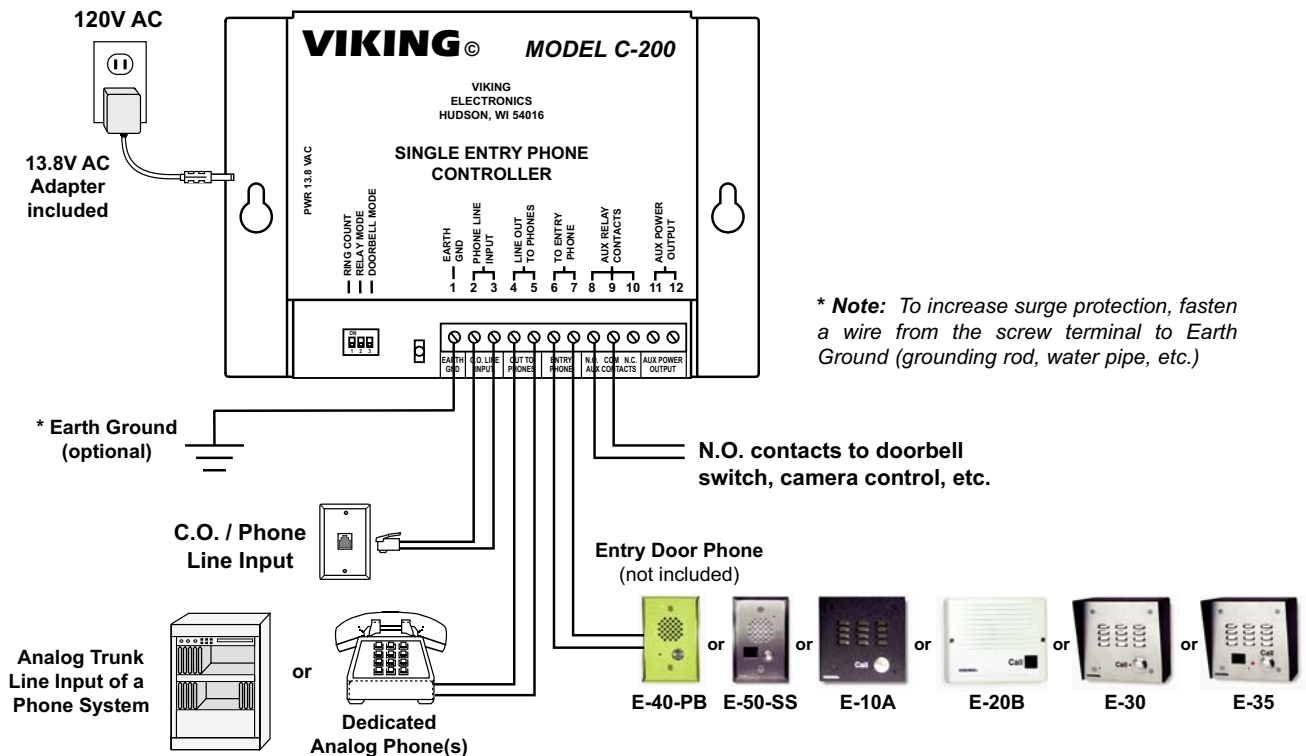 120V AC
13.8V AC
Adapter
included
VIKING©
MODEL C-200
VIKING
ELECTRONICS
HUDSON, WI 54016
SINGLE ENTRY PHONE
CONTROLLER
PWR 13.8 VAC
RING COUNT
RELAY MODE
DOORBELL MODE
EARTH
GND
PHONE LINE
INPUT
LINE OUT
TO PHONES
TO ENTRY
PHONE
AUX RELAY
CONTACTS
AUX POWER
OUTPUT
1 2 3 4 5 6 7 8 9 10 11 12
ON
1 2 3
EARTH
GND
C.O. LINE
INPUT
OUT TO
PHONES
ENTRY
PHONE
N.O. COM N.C.
AUX CONTACTS
AUX POWER
OUTPUT
* Note: To increase surge protection, fasten
a wire from the screw terminal to Earth
Ground (grounding rod, water pipe, etc.)
* Earth Ground
(optional)
N.O. contacts to doorbell
switch, camera control, etc.
C.O. / Phone
Line Input
Entry Door Phone
(not included)
Analog Trunk
Line Input of a
Phone System
or
Dedicated
Analog Phone(s)
or
or
or
or
or
Call
Call
Call
Call
E-40-PB
E-50-SS
E-10A
E-20B
E-30
E-35